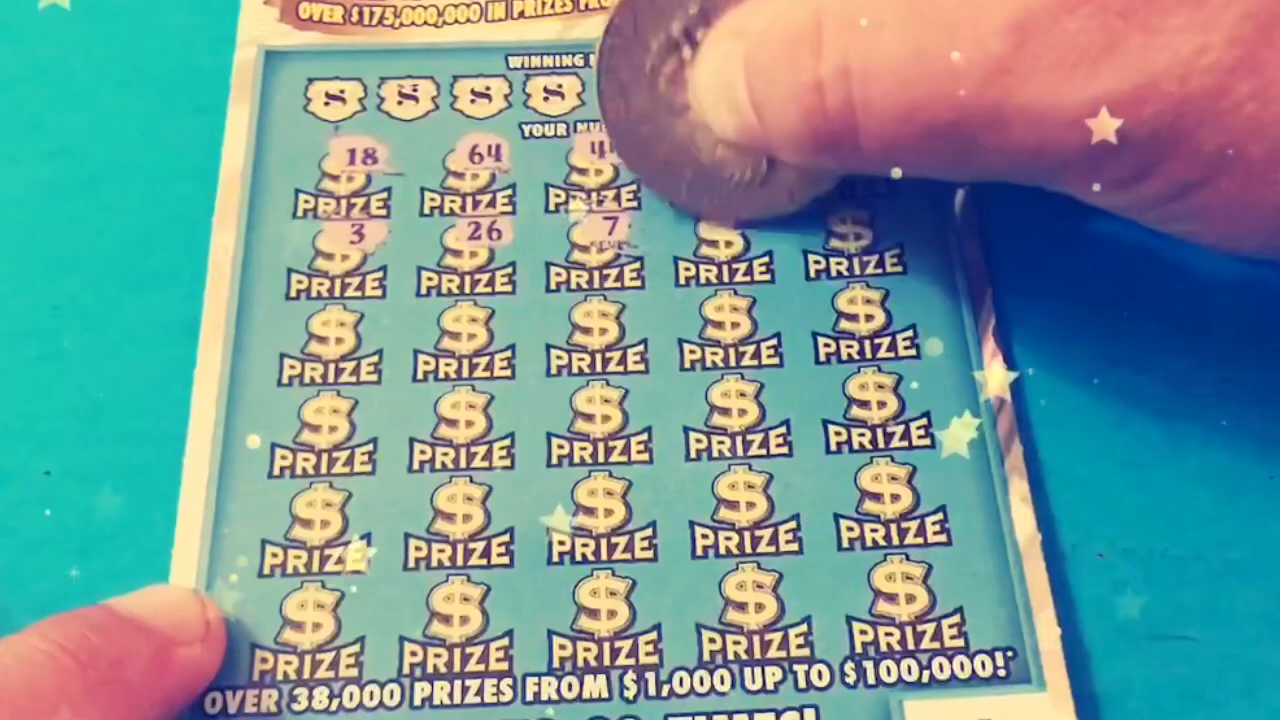 OVER $175,000,000 IN PRIZES
WINNING
$ $ $ $
YOUR
18 64
$ $ $
PRIZE PRIZE PRIZE
3 26 7
$ $ $ $ $
PRIZE PRIZE PRIZE PRIZE PRIZE
$ $ $ $ $
PRIZE PRIZE PRIZE PRIZE PRIZE
$ $ $ $ $
PRIZE PRIZE PRIZE PRIZE PRIZE
$ $ $ $ $
PRIZE PRIZE PRIZE PRIZE PRIZE
$ $ $ $ $
PRIZE PRIZE PRIZE PRIZE PRIZE
OVER 38,000 PRIZES FROM $1,000 UP TO $100,000!*